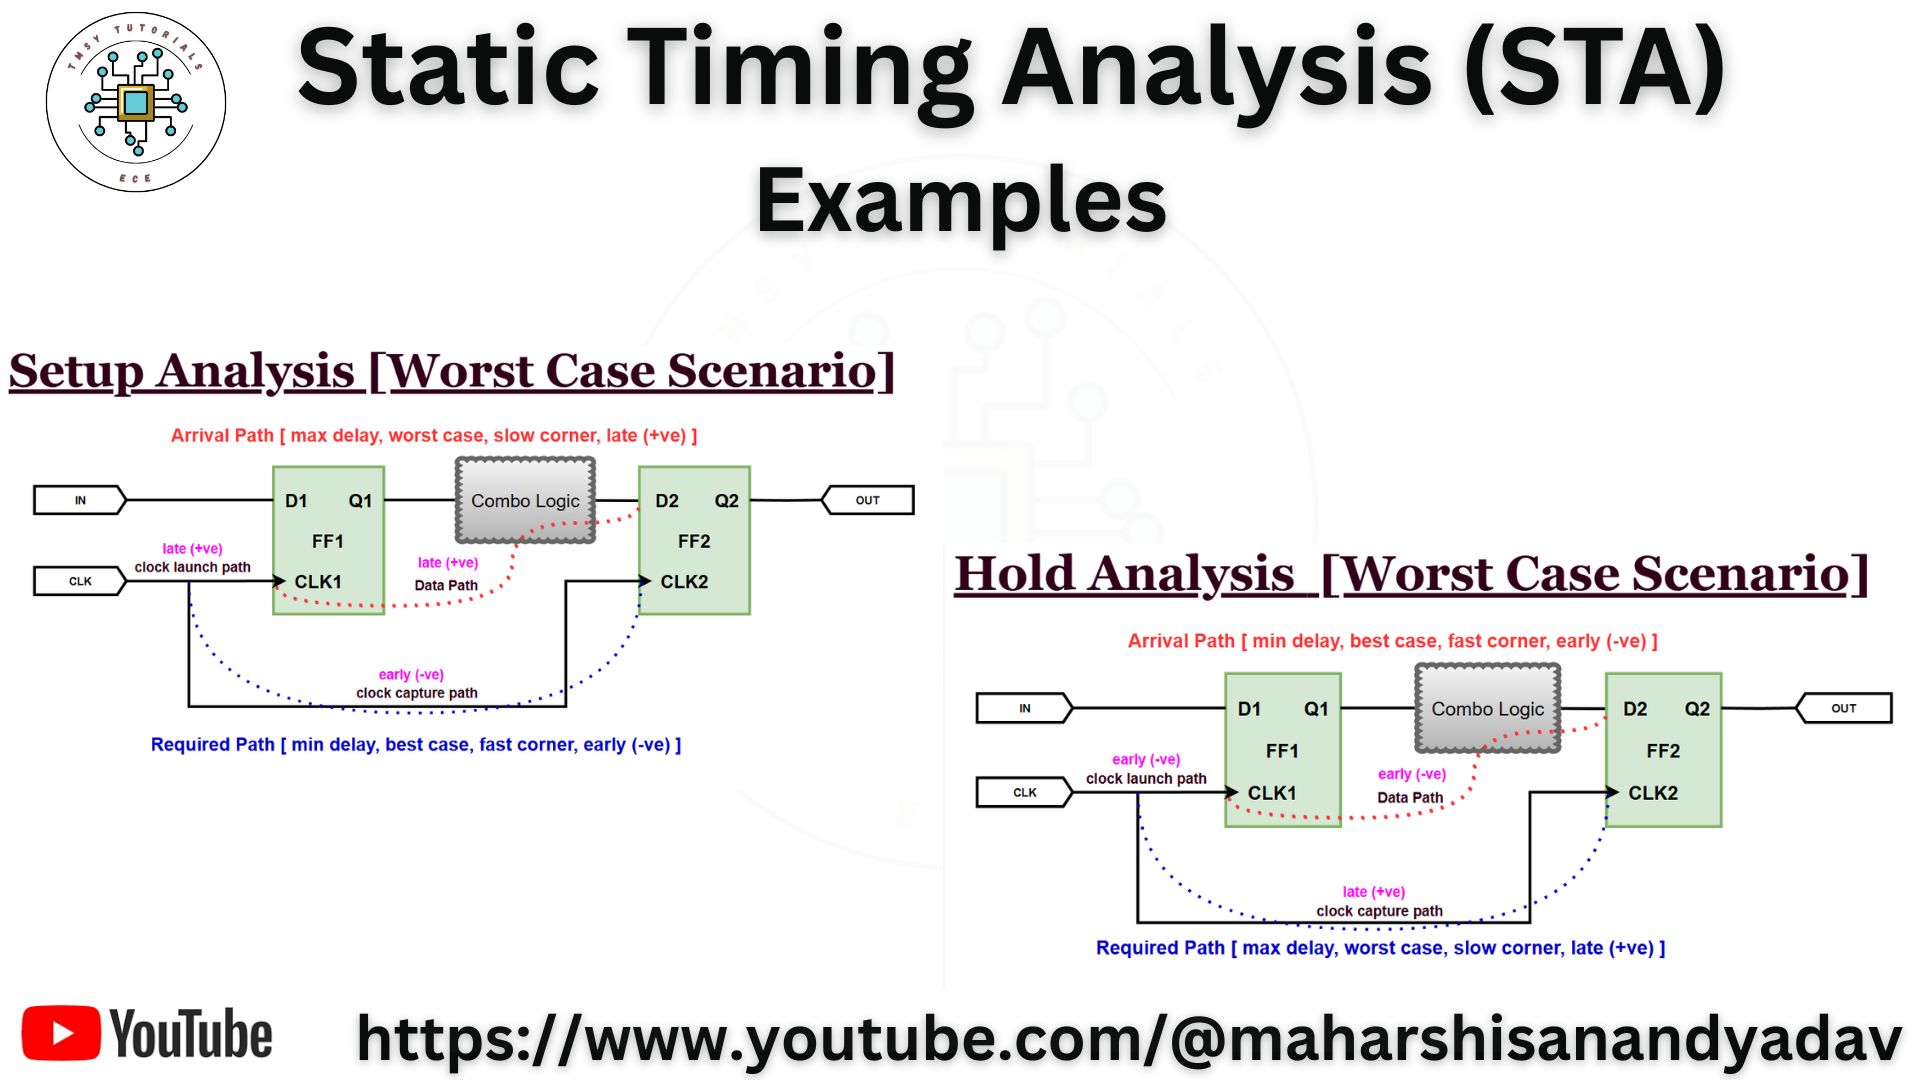 TMSY TUTORIALS
ECE
Static Timing Analysis (STA)
Examples
Setup Analysis [Worst Case Scenario]
Arrival Path [ max delay, worst case, slow corner, late (+ve) ]
IN
D1
Q1
Combo Logic
D2
Q2
OUT
FF1
FF2
late (+ve)
clock launch path
late (+ve)
Data Path
CLK
CLK1
CLK2
early (-ve)
clock capture path
Required Path [ min delay, best case, fast corner, early (-ve) ]
Hold Analysis [Worst Case Scenario]
Arrival Path [ min delay, best case, fast corner, early (-ve) ]
IN
D1
Q1
Combo Logic
D2
Q2
OUT
FF1
FF2
early (-ve)
clock launch path
early (-ve)
Data Path
CLK
CLK1
CLK2
late (+ve)
clock capture path
Required Path [ max delay, worst case, slow corner, late (+ve) ]
YouTube
https://www.youtube.com/@maharshisanandyadav